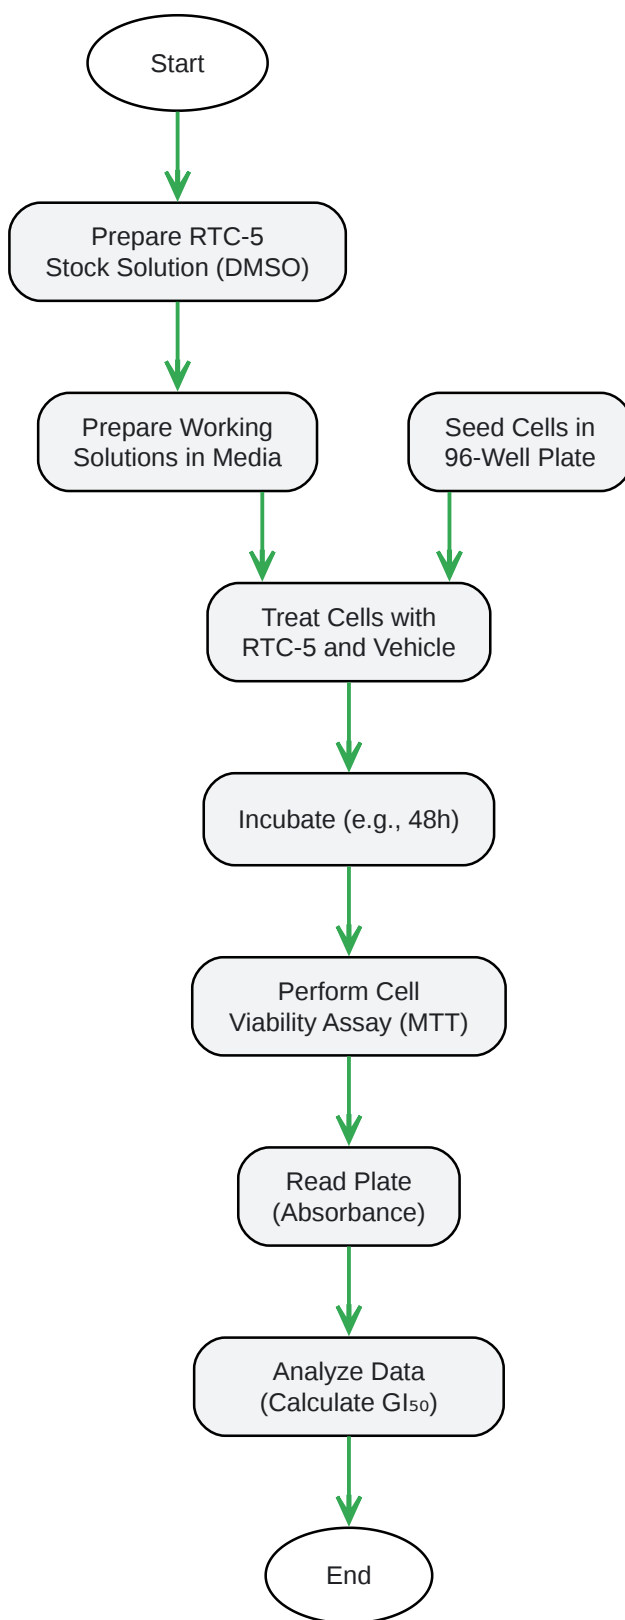 Start
Prepare RTC-5
Stock Solution (DMSO)
Prepare Working
Solutions in Media
Seed Cells in
96-Well Plate
Treat Cells with
RTC-5 and Vehicle
Incubate (e.g., 48h)
Perform Cell
Viability Assay (MTT)
Read Plate
(Absorbance)
Analyze Data
(Calculate GI₅₀)
End